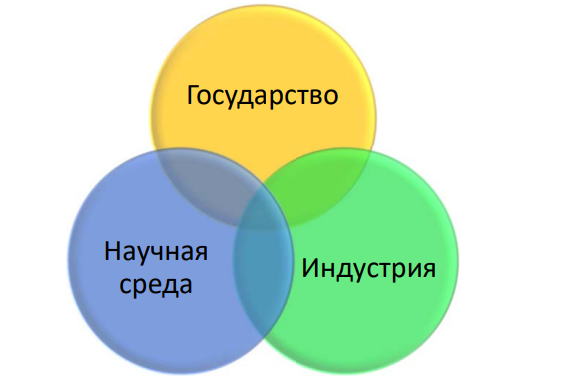 Государство
Научная
среда
Индустрия